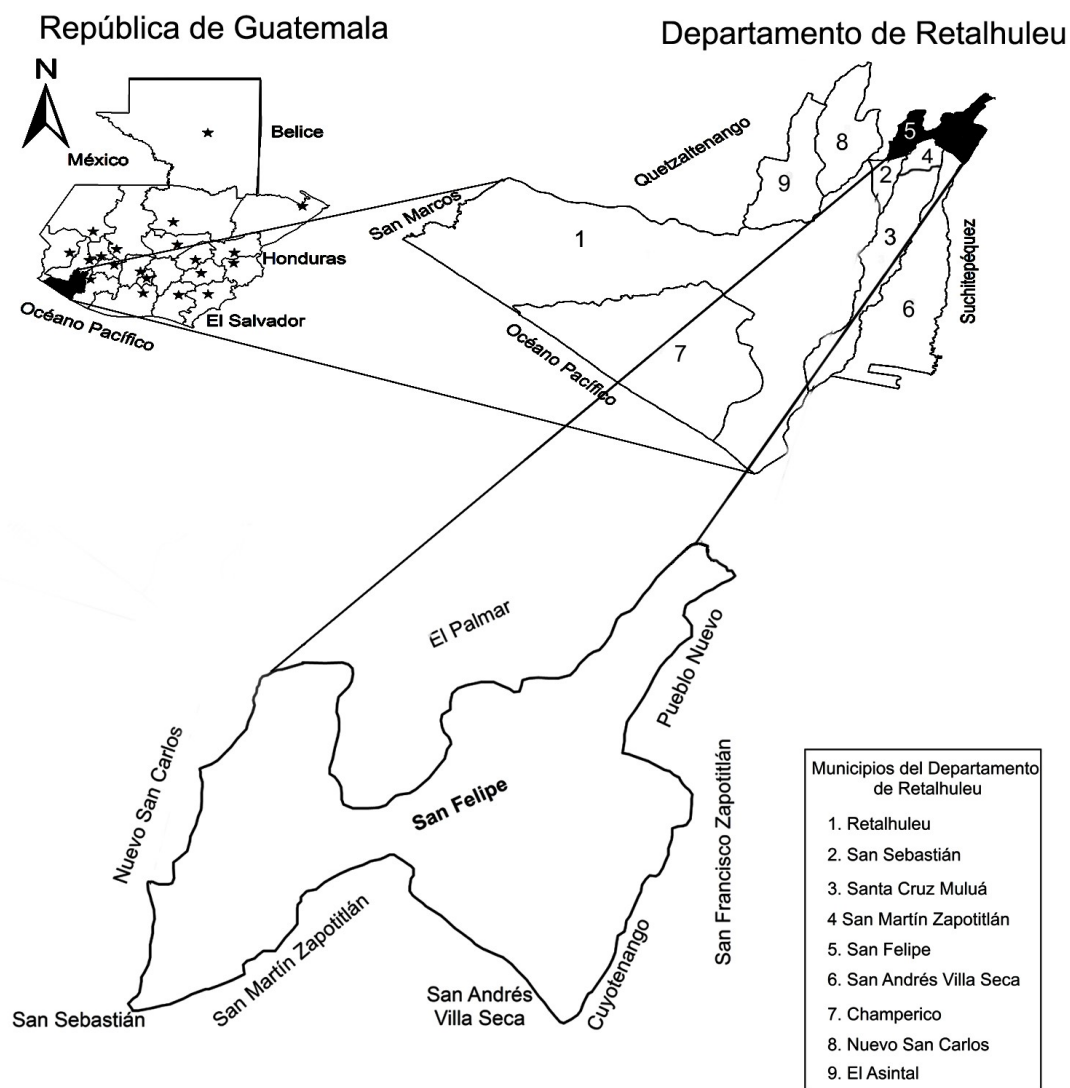 República de Guatemala
Departamento de Retalhuleu
N
Belice
México
Honduras
El Salvador
Océano Pacífico
San Marcos
Quetzaltenango
Suchitepéquez
Océano Pacífico
1
2
3
4
5
6
7
8
9
El Palmar
Pueblo Nuevo
Nuevo San Carlos
San Felipe
San Francisco Zapotitlán
San Martín Zapotitlán
Cuyotenango
San Andrés
Villa Seca
San Sebastián
Municipios del Departamento
de Retalhuleu
1. Retalhuleu
2. San Sebastián
3. Santa Cruz Muluá
4 San Martín Zapotitlán
5. San Felipe
6. San Andrés Villa Seca
7. Champerico
8. Nuevo San Carlos
9. El Asintal